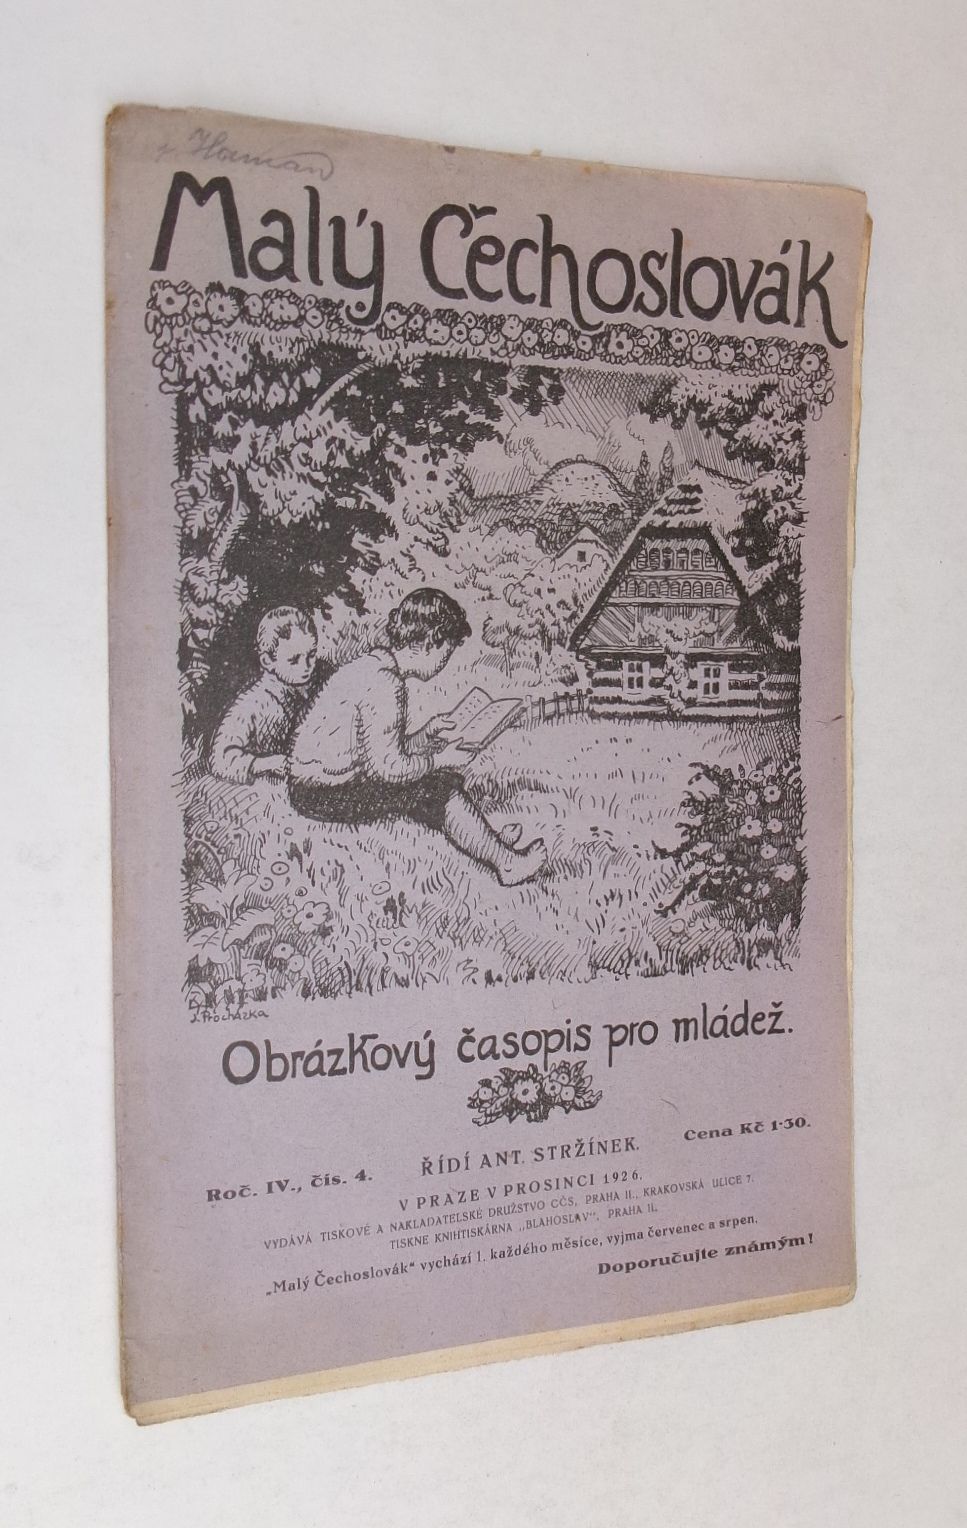 Haman
Malý Čechoslovák
J. Procházka
Obrázkový časopis pro mládež.
Roč. IV., čís. 4.
ŘÍDÍ ANT. STRŽÍNEK.
Cena Kč 1·30.
V PRAZE V PROSINCI 1926.
VYDÁVÁ TISKOVÉ A NAKLADATELSKÉ DRUŽSTVO CČS, PRAHA II., KRAKOVSKÁ ULICE 7.
TISKNE KNIHTISKÁRNA „BLAHOSLAV“, PRAHA II.
„Malý Čechoslovák“ vychází 1. každého měsíce, vyjma červenec a srpen.
Doporučujte známým!